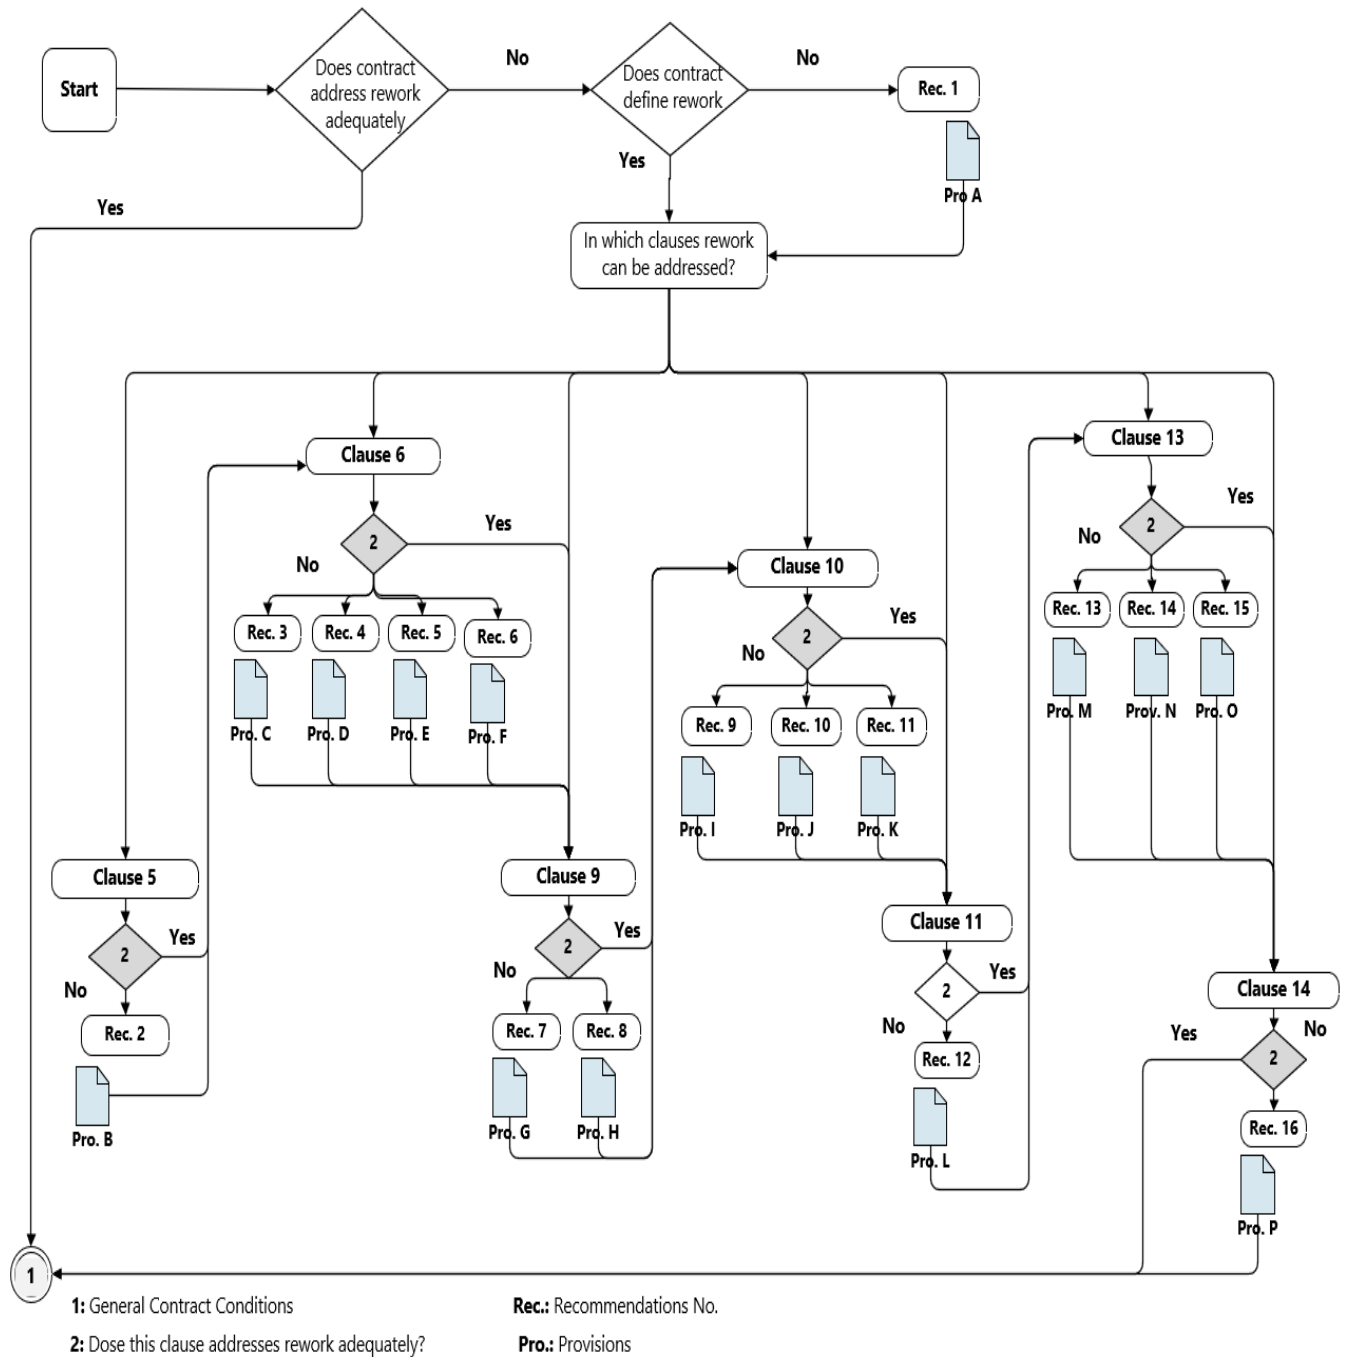 Start
Does contract
address rework
adequately
No
Does contract
define rework
No
Rec. 1
Pro A
Yes
Yes
In which clauses rework
can be addressed?
Clause 6
2
Yes
No
Rec. 3
Rec. 4
Rec. 5
Rec. 6
Pro. C
Pro. D
Pro. E
Pro. F
Clause 13
2
Yes
No
Rec. 13
Rec. 14
Rec. 15
Pro. M
Prov. N
Pro. O
Clause 10
2
Yes
No
Rec. 9
Rec. 10
Rec. 11
Pro. I
Pro. J
Pro. K
Clause 5
2
Yes
No
Rec. 2
Pro. B
Clause 9
2
Yes
No
Rec. 7
Rec. 8
Pro. G
Pro. H
Clause 11
2
Yes
No
Rec. 12
Pro. L
Clause 14
2
Yes
No
Rec. 16
Pro. P
1
1: General Contract Conditions
Rec.: Recommendations No.
2: Dose this clause addresses rework adequately?
Pro.: Provisions